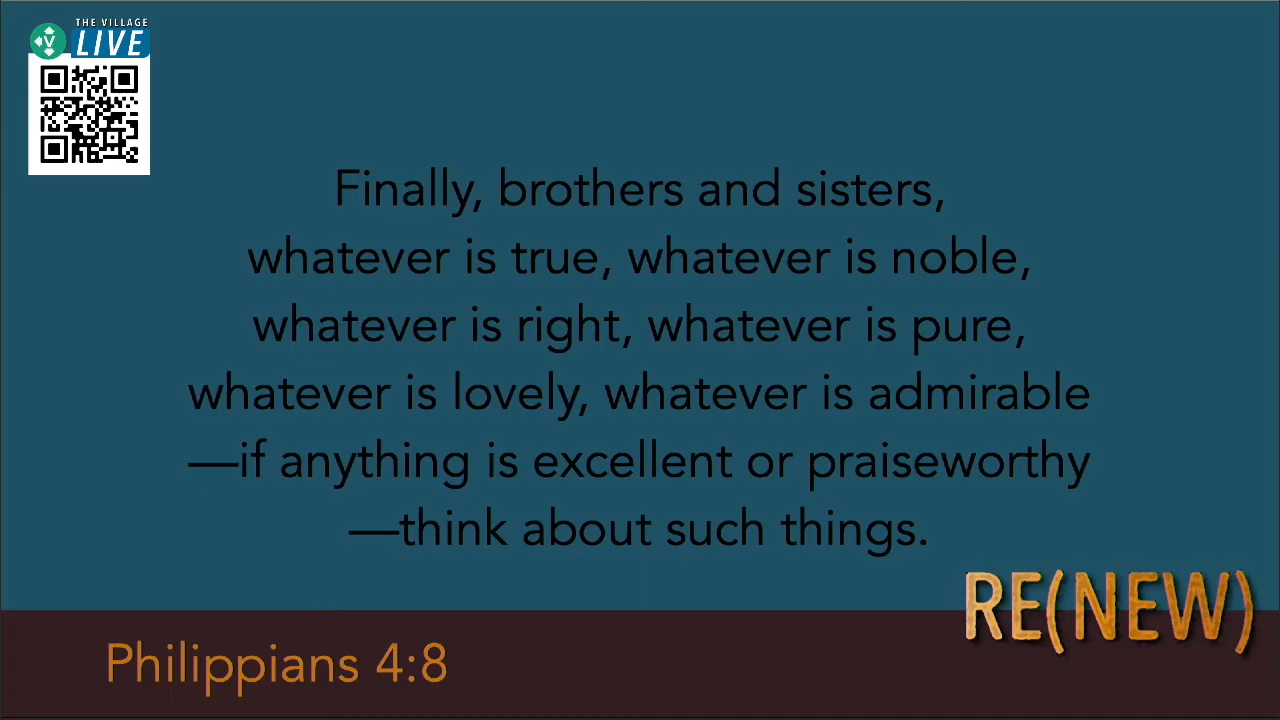 THE VILLAGE
LIVE
V
Finally, brothers and sisters,
whatever is true, whatever is noble,
whatever is right, whatever is pure,
whatever is lovely, whatever is admirable
—if anything is excellent or praiseworthy
—think about such things.
RE(NEW)
Philippians 4:8